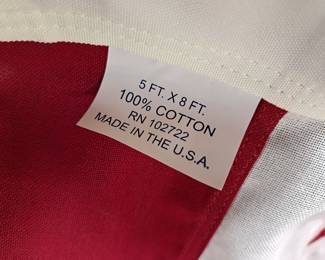 5 FT. X 8 FT.
100% COTTON
RN 102722
MADE IN THE U.S.A.